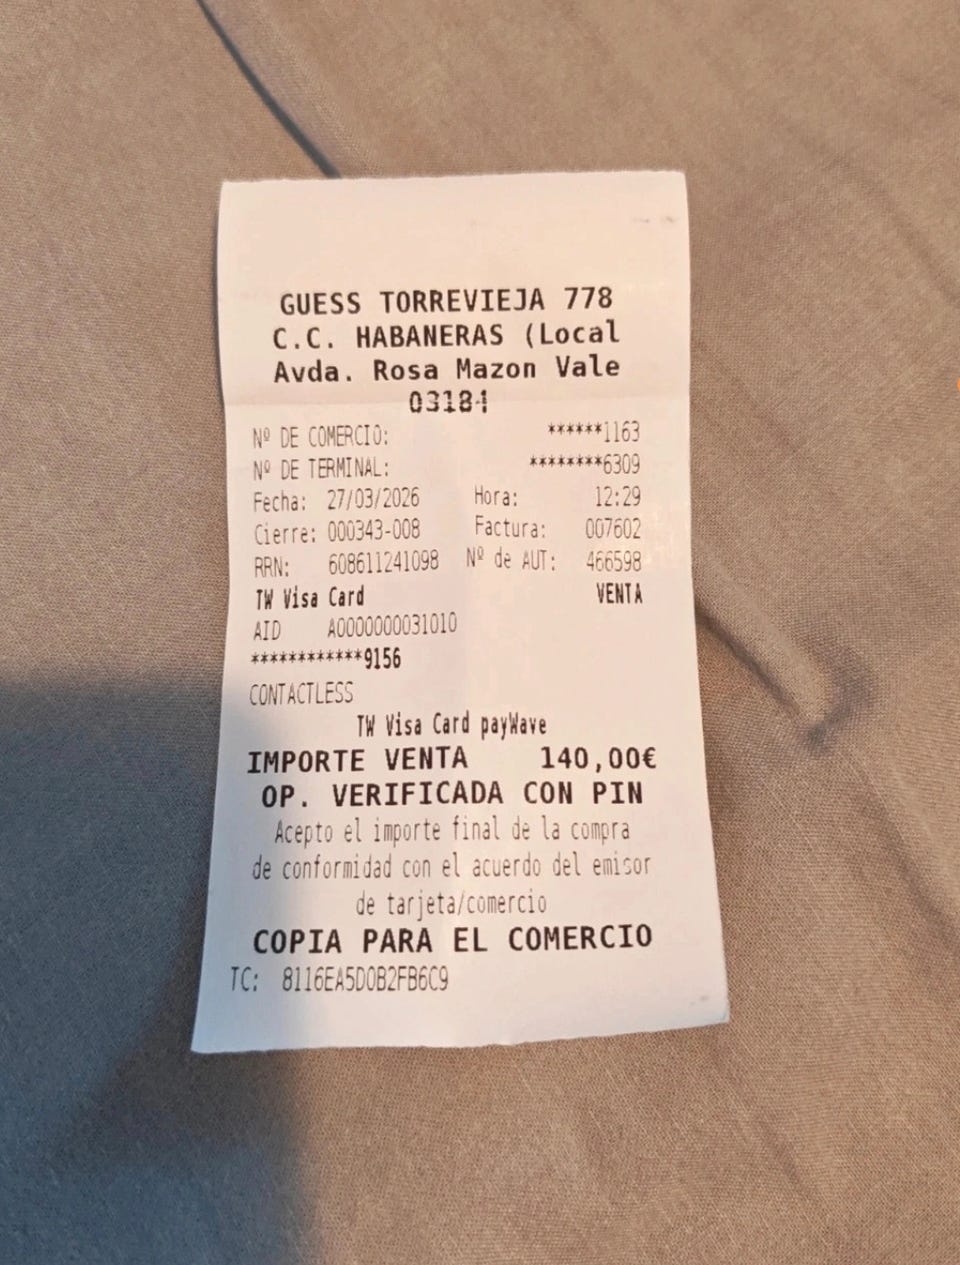 GUESS TORREVIEJA 778
C.C. HABANERAS (Local
Avda. Rosa Mazon Vale
03184
Nº DE COMERCIO: ******1163
Nº DE TERMINAL: ********6309
Fecha: 27/03/2026 Hora: 12:29
Cierre: 000343-008 Factura: 007602
RRN: 608611241098 Nº de AUT: 466598
TW Visa Card VENTA
AID A0000000031010
************9156
CONTACTLESS
TW Visa Card payWave
IMPORTE VENTA 140,00€
OP. VERIFICADA CON PIN
Acepto el importe final de la compra
de conformidad con el acuerdo del emisor
de tarjeta/comercio
COPIA PARA EL COMERCIO
TC: 8116EA5D0B2FB6C9